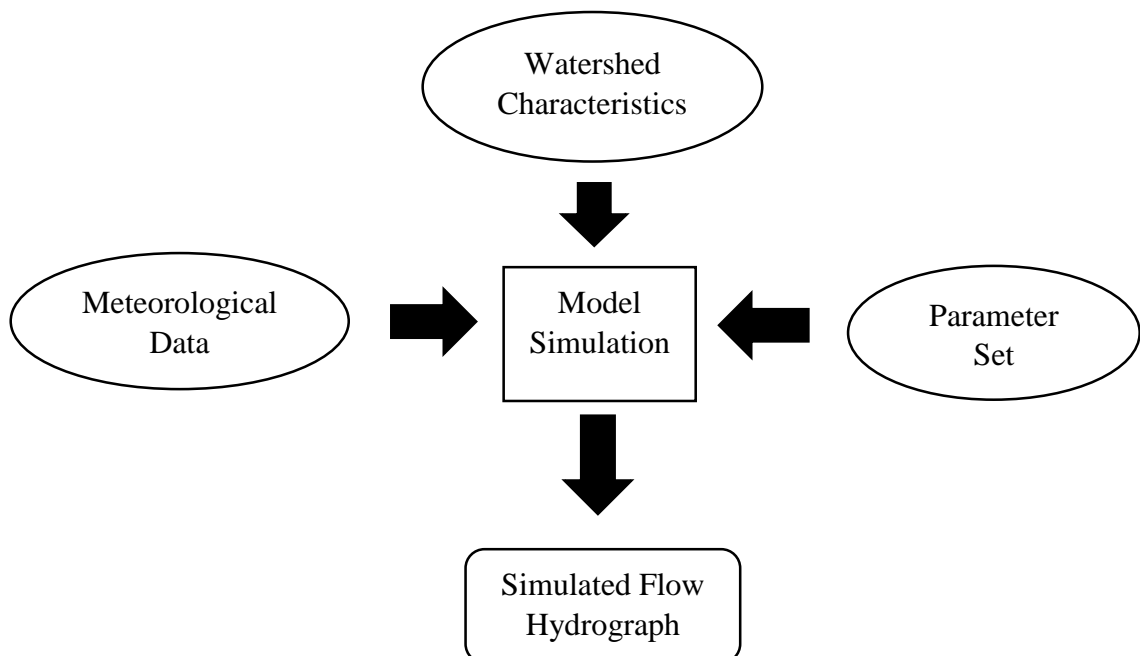 Watershed
Characteristics
Meteorological
Data
Model
Simulation
Parameter
Set
Simulated Flow
Hydrograph